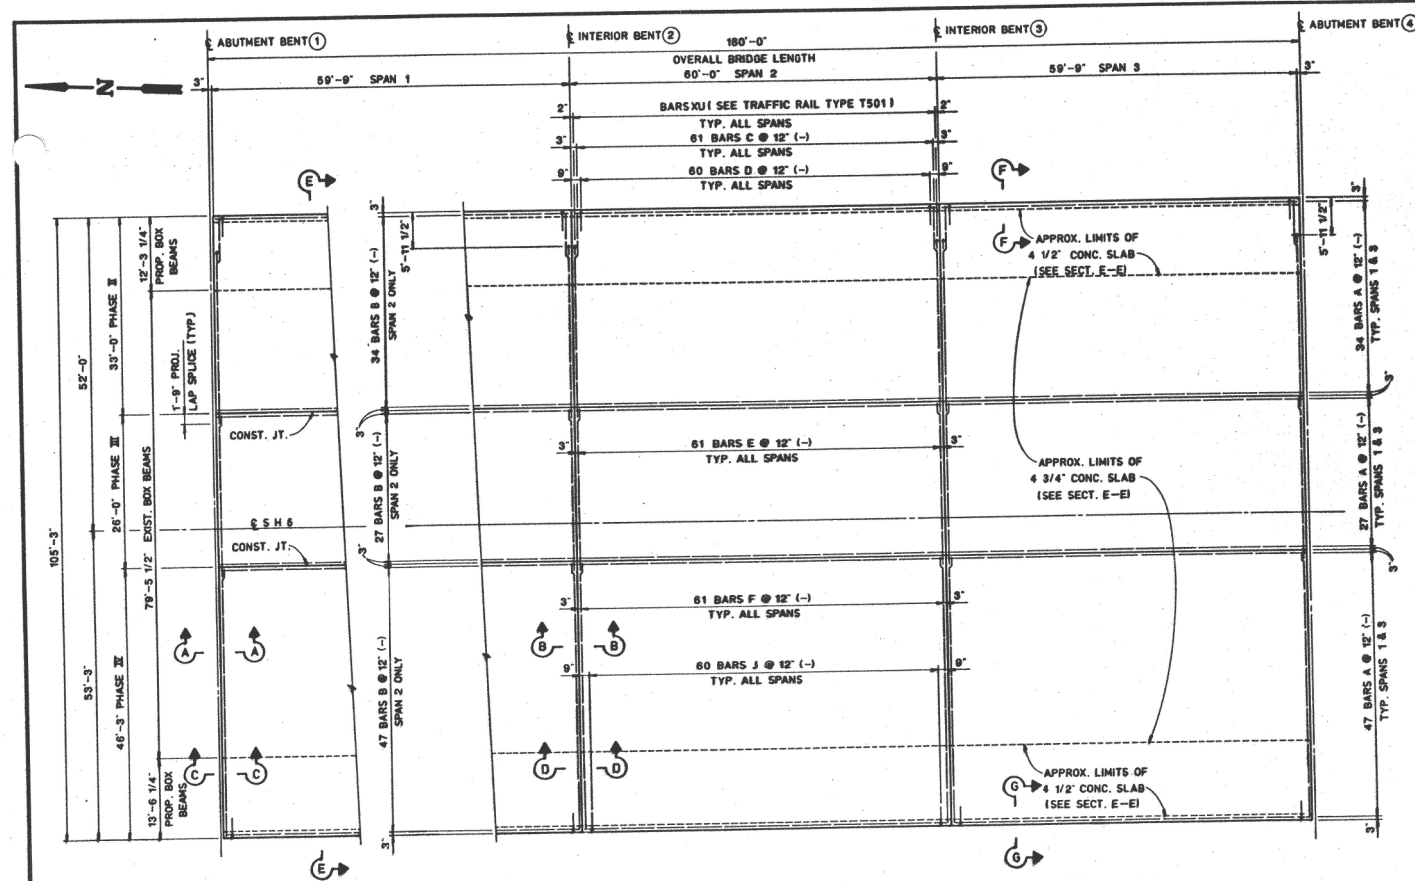 ℄ ABUTMENT BENT 1
℄ INTERIOR BENT 2
℄ INTERIOR BENT 3
℄ ABUTMENT BENT 4
180'-0"
OVERALL BRIDGE LENGTH
3"
59'-9" SPAN 1
60'-0" SPAN 2
59'-9" SPAN 3
3"
N
2"
BARS XU ( SEE TRAFFIC RAIL TYPE T501 )
2"
TYP. ALL SPANS
3"
61 BARS C @ 12" (-)
3"
TYP. ALL SPANS
9"
60 BARS D @ 12" (-)
9"
TYP. ALL SPANS
E
F
3"
5'-11 1/2"
F
APPROX. LIMITS OF
4 1/2" CONC. SLAB
(SEE SECT. E-E)
3"
5'-11 1/2"
12'-3 1/4"
PROP. BOX
BEAMS
33'-0" PHASE II
52'-0"
1'-9" PROJ.
LAP SPLICE (TYP.)
34 BARS B @ 12" (-)
SPAN 2 ONLY
34 BARS A @ 12" (-)
TYP. SPANS 1 & 3
CONST. JT.
3"
3"
26'-0" PHASE III
79'-5 1/2" EXIST. BOX BEAMS
27 BARS B @ 12" (-)
SPAN 2 ONLY
3"
61 BARS E @ 12" (-)
3"
TYP. ALL SPANS
APPROX. LIMITS OF
4 3/4" CONC. SLAB
(SEE SECT. E-E)
27 BARS A @ 12" (-)
TYP. SPANS 1 & 3
105'-3"
℄ S H 6
CONST. JT.
3"
3"
3"
61 BARS F @ 12" (-)
3"
TYP. ALL SPANS
A
A
B
B
53'-3"
46'-3" PHASE IV
47 BARS B @ 12" (-)
SPAN 2 ONLY
9"
60 BARS J @ 12" (-)
9"
TYP. ALL SPANS
47 BARS A @ 12" (-)
TYP. SPANS 1 & 3
C
C
D
D
13'-6 1/4"
PROP. BOX
BEAMS
G
APPROX. LIMITS OF
4 1/2" CONC. SLAB
(SEE SECT. E-E)
3"
3"
E
G